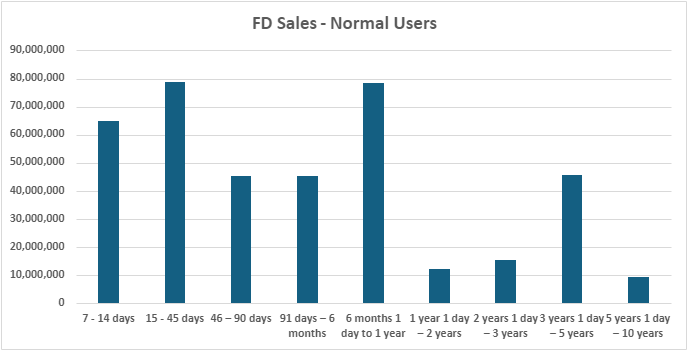 FD Sales - Normal Users
90,000,000
80,000,000
70,000,000
60,000,000
50,000,000
40,000,000
30,000,000
20,000,000
10,000,000
0
7 - 14 days
15 - 45 days
46 – 90 days
91 days – 6
months
6 months 1
day to 1 year
1 year 1 day
– 2 years
2 years 1 day
– 3 years
3 years 1 day
– 5 years
5 years 1 day
– 10 years